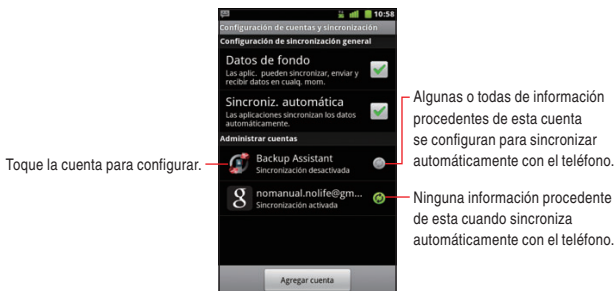 10:58
Configuración de cuentas y sincronización
Configuración de sincronización general
Datos de fondo
Las aplic. pueden sincronizar, enviar y
recibir datos en cualq. mom.
Sincroniz. automática
Las aplicaciones sincronizan los datos
automáticamente.
Administrar cuentas
Backup Assistant
Sincronización desactivada
nomanual.nolife@gm...
Sincronización activada
Agregar cuenta
Toque la cuenta para configurar.
Algunas o todas de información
procedentes de esta cuenta
se configuran para sincronizar
automáticamente con el teléfono.
Ninguna información procedente
de esta cuando sincroniza
automáticamente con el teléfono.